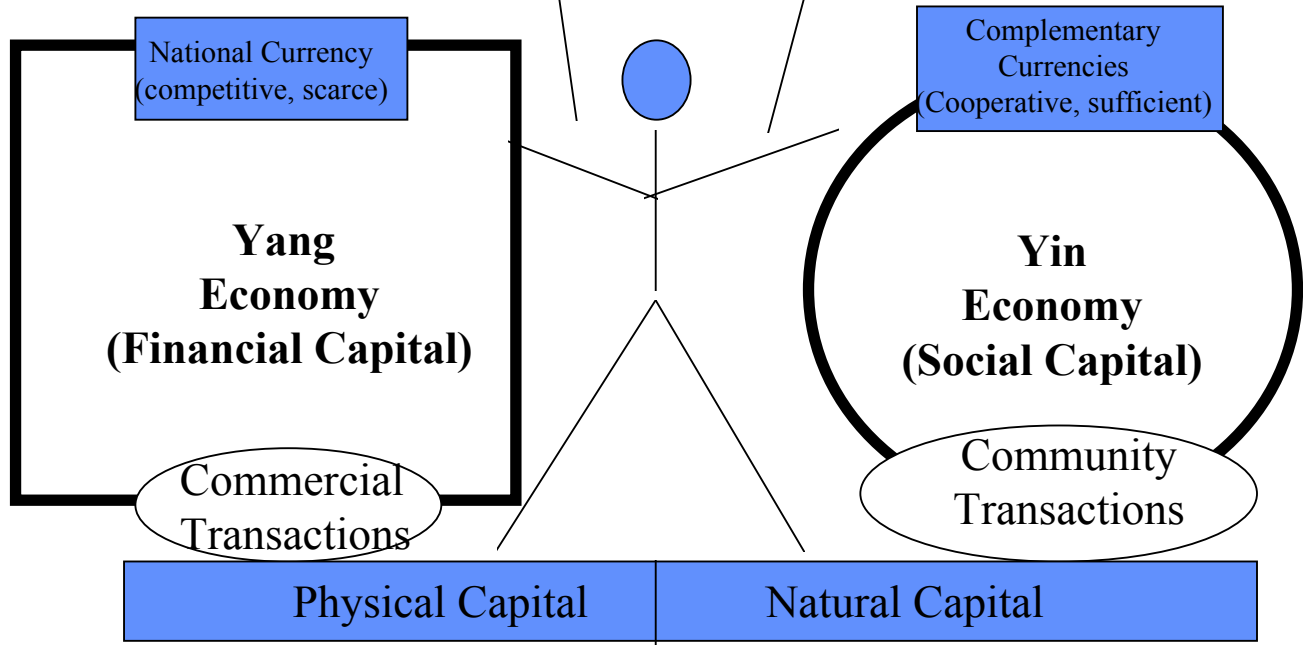 National Currency
(competitive, scarce)
Complementary
Currencies
(Cooperative, sufficient)
Yang
Economy
(Financial Capital)
Yin
Economy
(Social Capital)
Commercial
Transactions
Community
Transactions
Physical Capital
Natural Capital